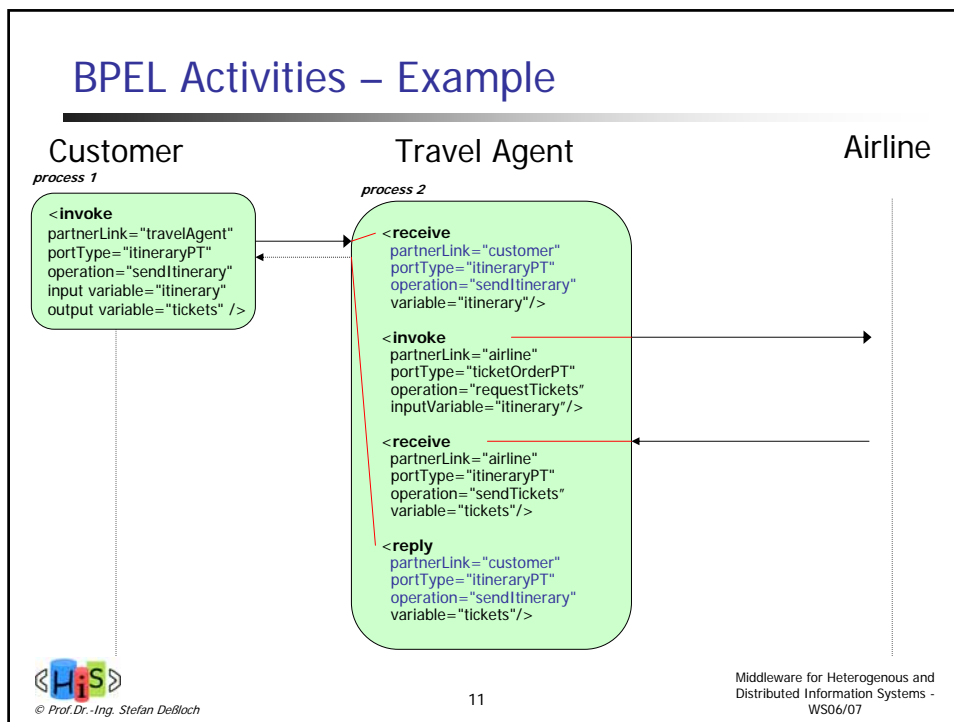 BPEL Activities – Example
Customer
Travel Agent
Airline
process 1
<invoke
partnerLink="travelAgent"
portType="itineraryPT"
operation="sendItinerary"
input variable="itinerary"
output variable="tickets" />
process 2
<receive
partnerLink="customer"
portType="itineraryPT"
operation="sendItinerary"
variable="itinerary"/>
<invoke
partnerLink="airline"
portType="ticketOrderPT"
operation="requestTickets”
inputVariable="itinerary”/>
<receive
partnerLink="airline"
portType="itineraryPT"
operation="sendTickets”
variable="tickets"/>
<reply
partnerLink="customer"
portType="itineraryPT"
operation="sendItinerary"
variable="tickets"/>
<HiS>
© Prof.Dr.-Ing. Stefan Deßloch
11
Middleware for Heterogenous and
Distributed Information Systems -
WS06/07